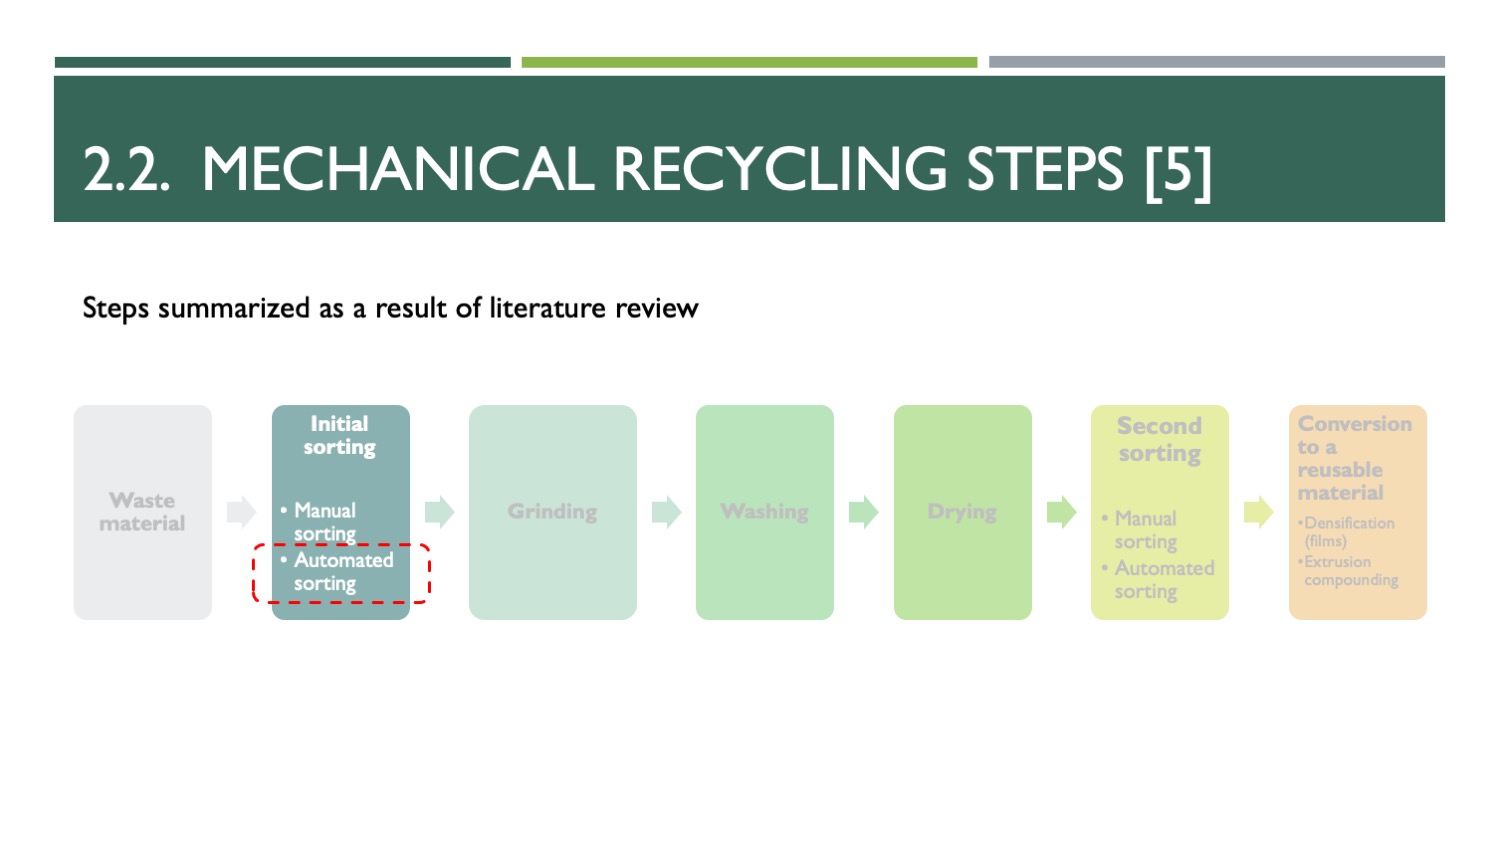 2.2. MECHANICAL RECYCLING STEPS [5]
Steps summarized as a result of literature review
Waste
material
Initial
sorting
• Manual
sorting
• Automated
sorting
Grinding
Washing
Drying
Second
sorting
• Manual
sorting
• Automated
sorting
Conversion
to a
reusable
material
•Densification
(films)
•Extrusion
compounding